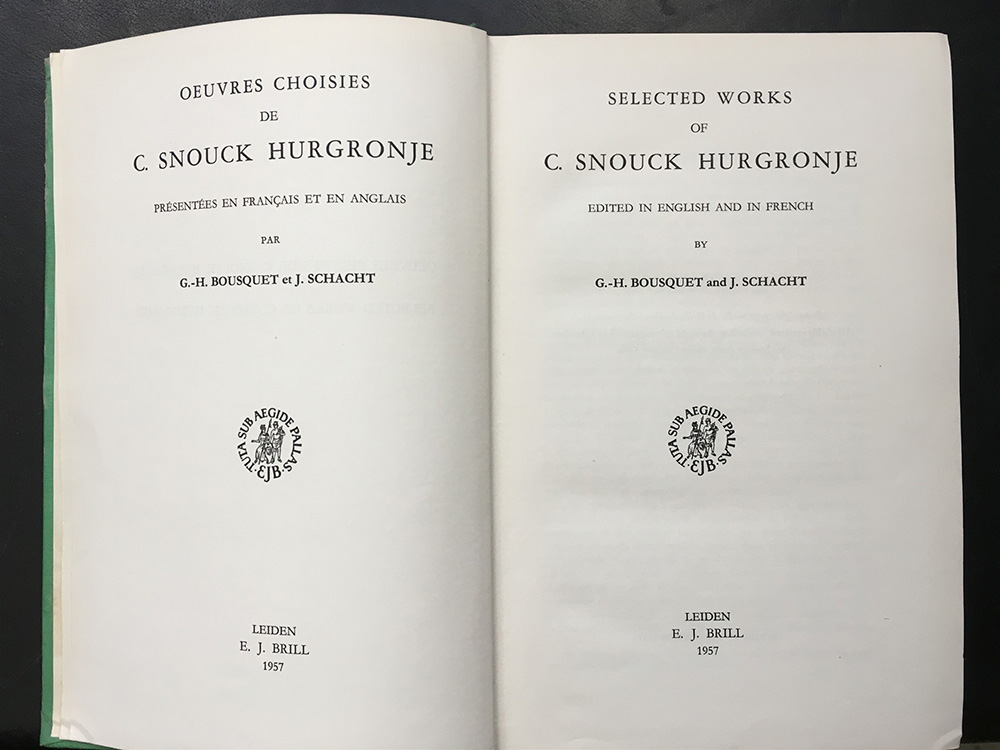 OEUVRES CHOISIES
DE
C. SNOUCK HURGRONJE
PRÉSENTÉES EN FRANÇAIS ET EN ANGLAIS
PAR
G.-H. BOUSQUET et J. SCHACHT
TUTA SUB AEGIDE PALLAS
EJB
LEIDEN
E. J. BRILL
1957
SELECTED WORKS
OF
C. SNOUCK HURGRONJE
EDITED IN ENGLISH AND IN FRENCH
BY
G.-H. BOUSQUET and J. SCHACHT
TUTA SUB AEGIDE PALLAS
EJB
LEIDEN
E. J. BRILL
1957